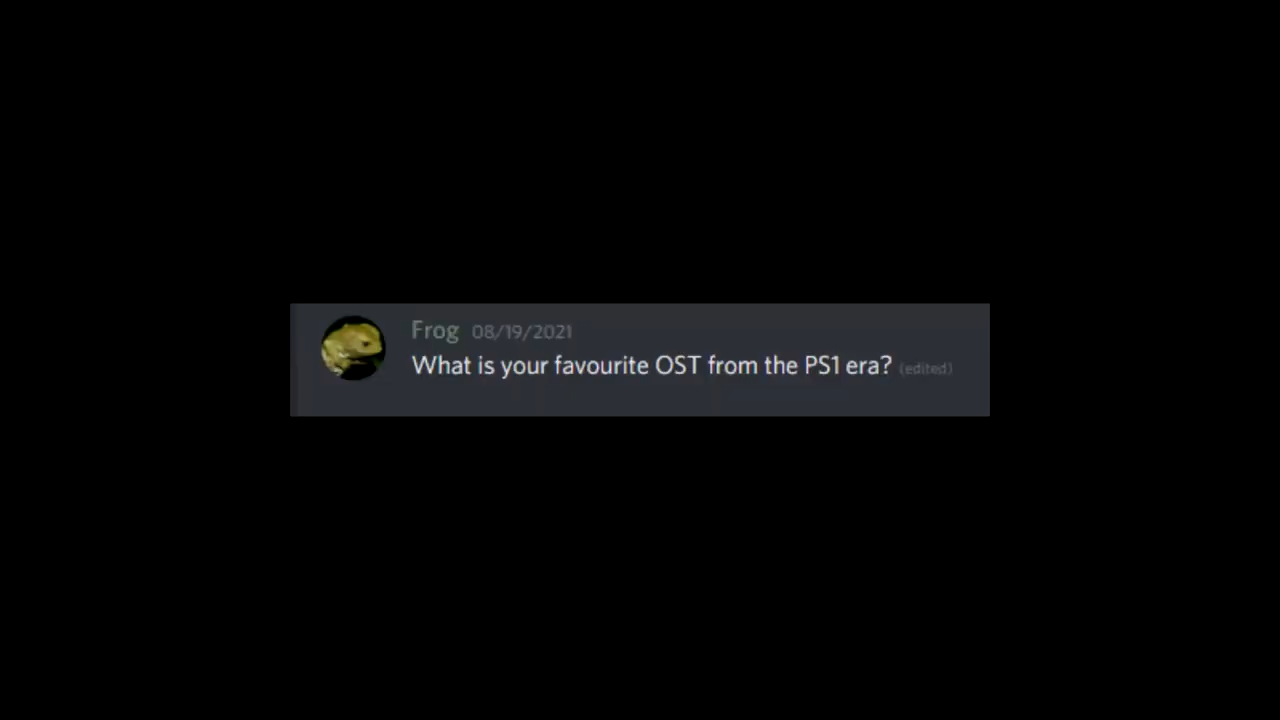 Frog 08/19/2021
What is your favourite OST from the PS1 era? (edited)